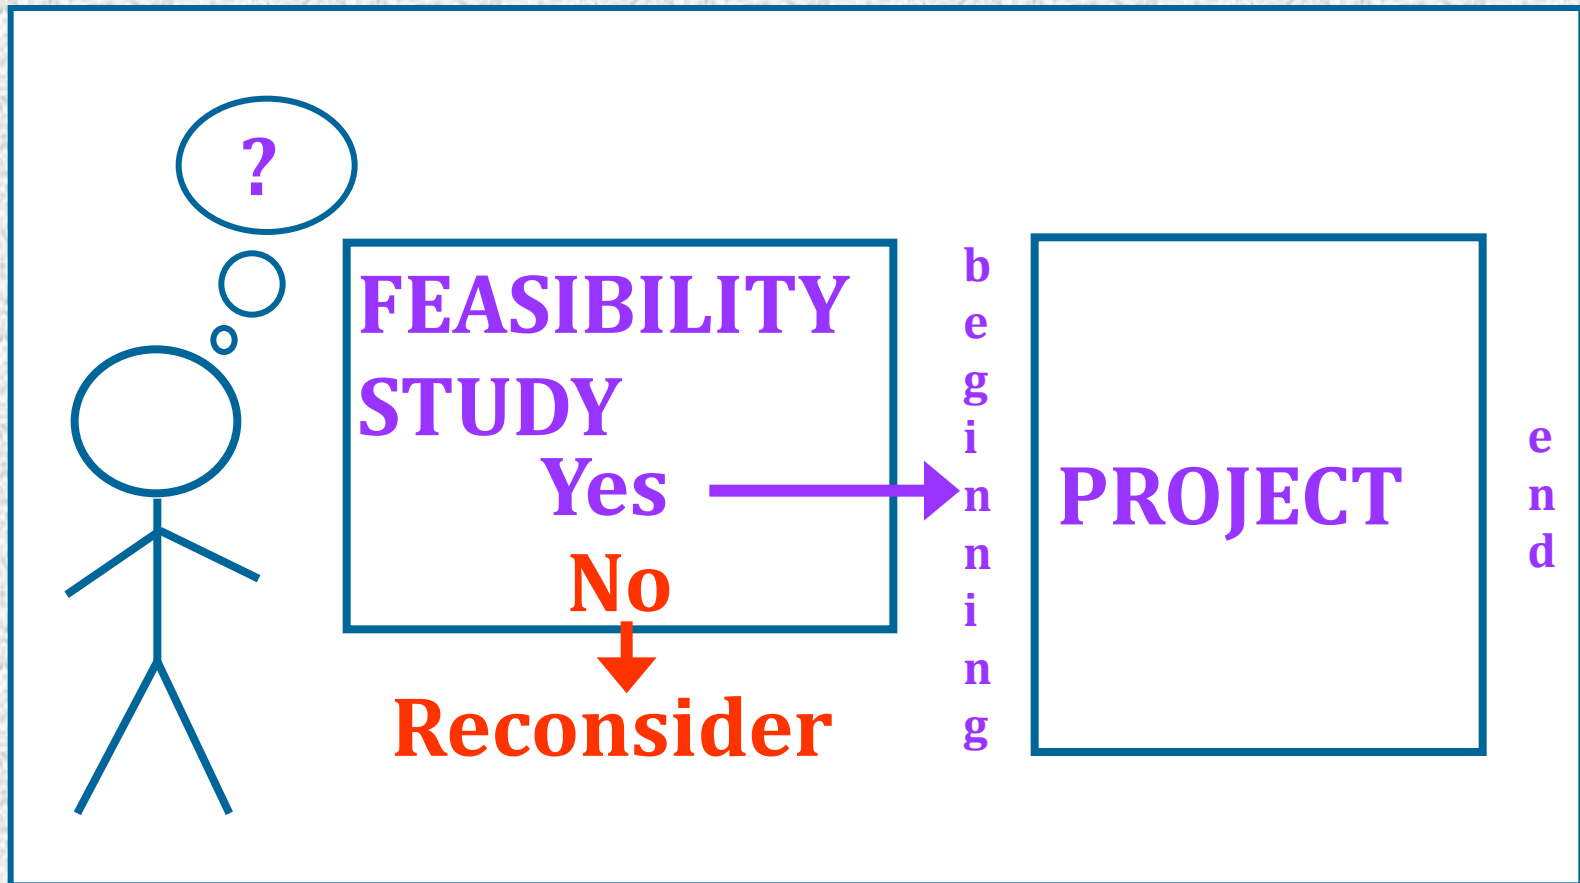 ?
FEASIBILITY
STUDY
Yes
No
Reconsider
beginning
PROJECT
end